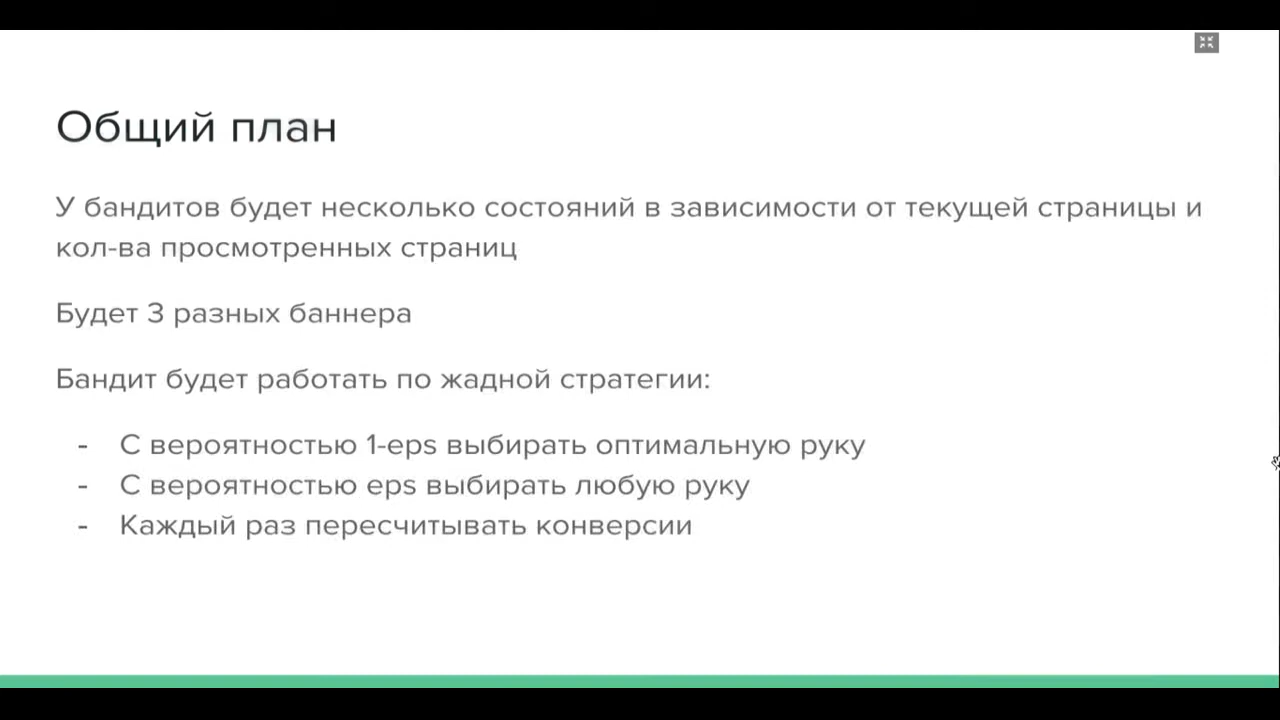 Общий план
У бандитов будет несколько состояний в зависимости от текущей страницы и
кол-ва просмотренных страниц
Будет 3 разных баннера
Бандит будет работать по жадной стратегии:
- С вероятностью 1-eps выбирать оптимальную руку
- С вероятностью eps выбирать любую руку
- Каждый раз пересчитывать конверсии